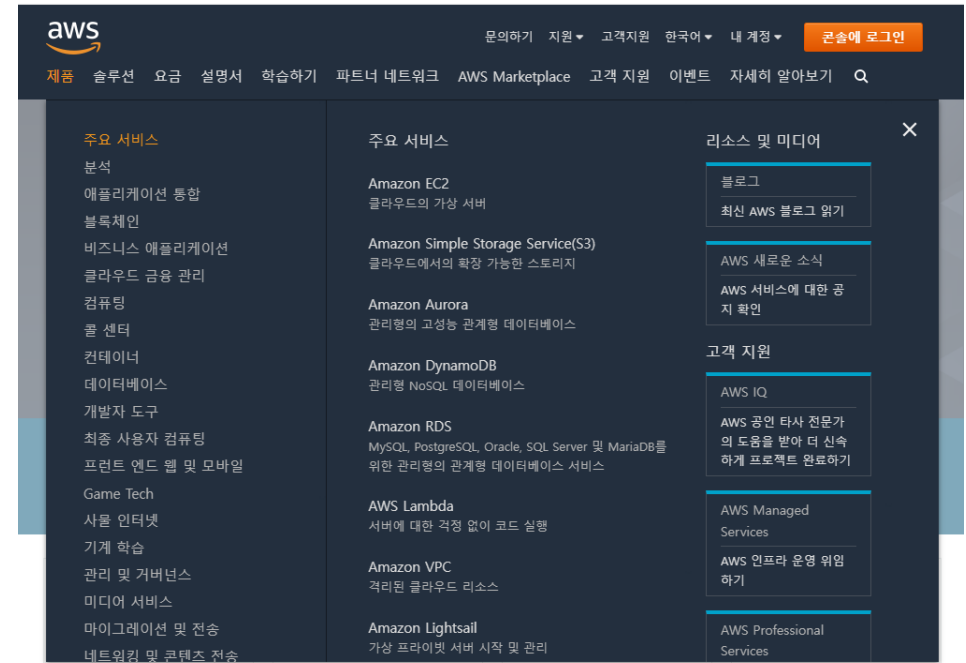 aws
문의하기 지원 고객지원 한국어 내 계정 콘솔에 로그인
제품 솔루션 요금 설명서 학습하기 파트너 네트워크 AWS Marketplace 고객 지원 이벤트 자세히 알아보기
주요 서비스
분석
애플리케이션 통합
블록체인
비즈니스 애플리케이션
클라우드 금융 관리
컴퓨팅
콜 센터
컨테이너
데이터베이스
개발자 도구
최종 사용자 컴퓨팅
프런트 엔드 웹 및 모바일
Game Tech
사물 인터넷
기계 학습
관리 및 거버넌스
미디어 서비스
마이그레이션 및 전송
네트워킹 및 콘텐츠 전송
주요 서비스
Amazon EC2
클라우드의 가상 서버
Amazon Simple Storage Service(S3)
클라우드에서의 확장 가능한 스토리지
Amazon Aurora
관리형의 고성능 관계형 데이터베이스
Amazon DynamoDB
관리형 NoSQL 데이터베이스
Amazon RDS
MySQL, PostgreSQL, Oracle, SQL Server 및 MariaDB를
위한 관리형의 관계형 데이터베이스 서비스
AWS Lambda
서버에 대한 걱정 없이 코드 실행
Amazon VPC
격리된 클라우드 리소스
Amazon Lightsail
가상 프라이빗 서버 시작 및 관리
리소스 및 미디어
블로그
최신 AWS 블로그 읽기
AWS 새로운 소식
AWS 서비스에 대한 공
지 확인
고객 지원
AWS IQ
AWS 공인 타사 전문가
의 도움을 받아 더 신속
하게 프로젝트 완료하기
AWS Managed
Services
AWS 인프라 운영 위임
하기
AWS Professional
Services